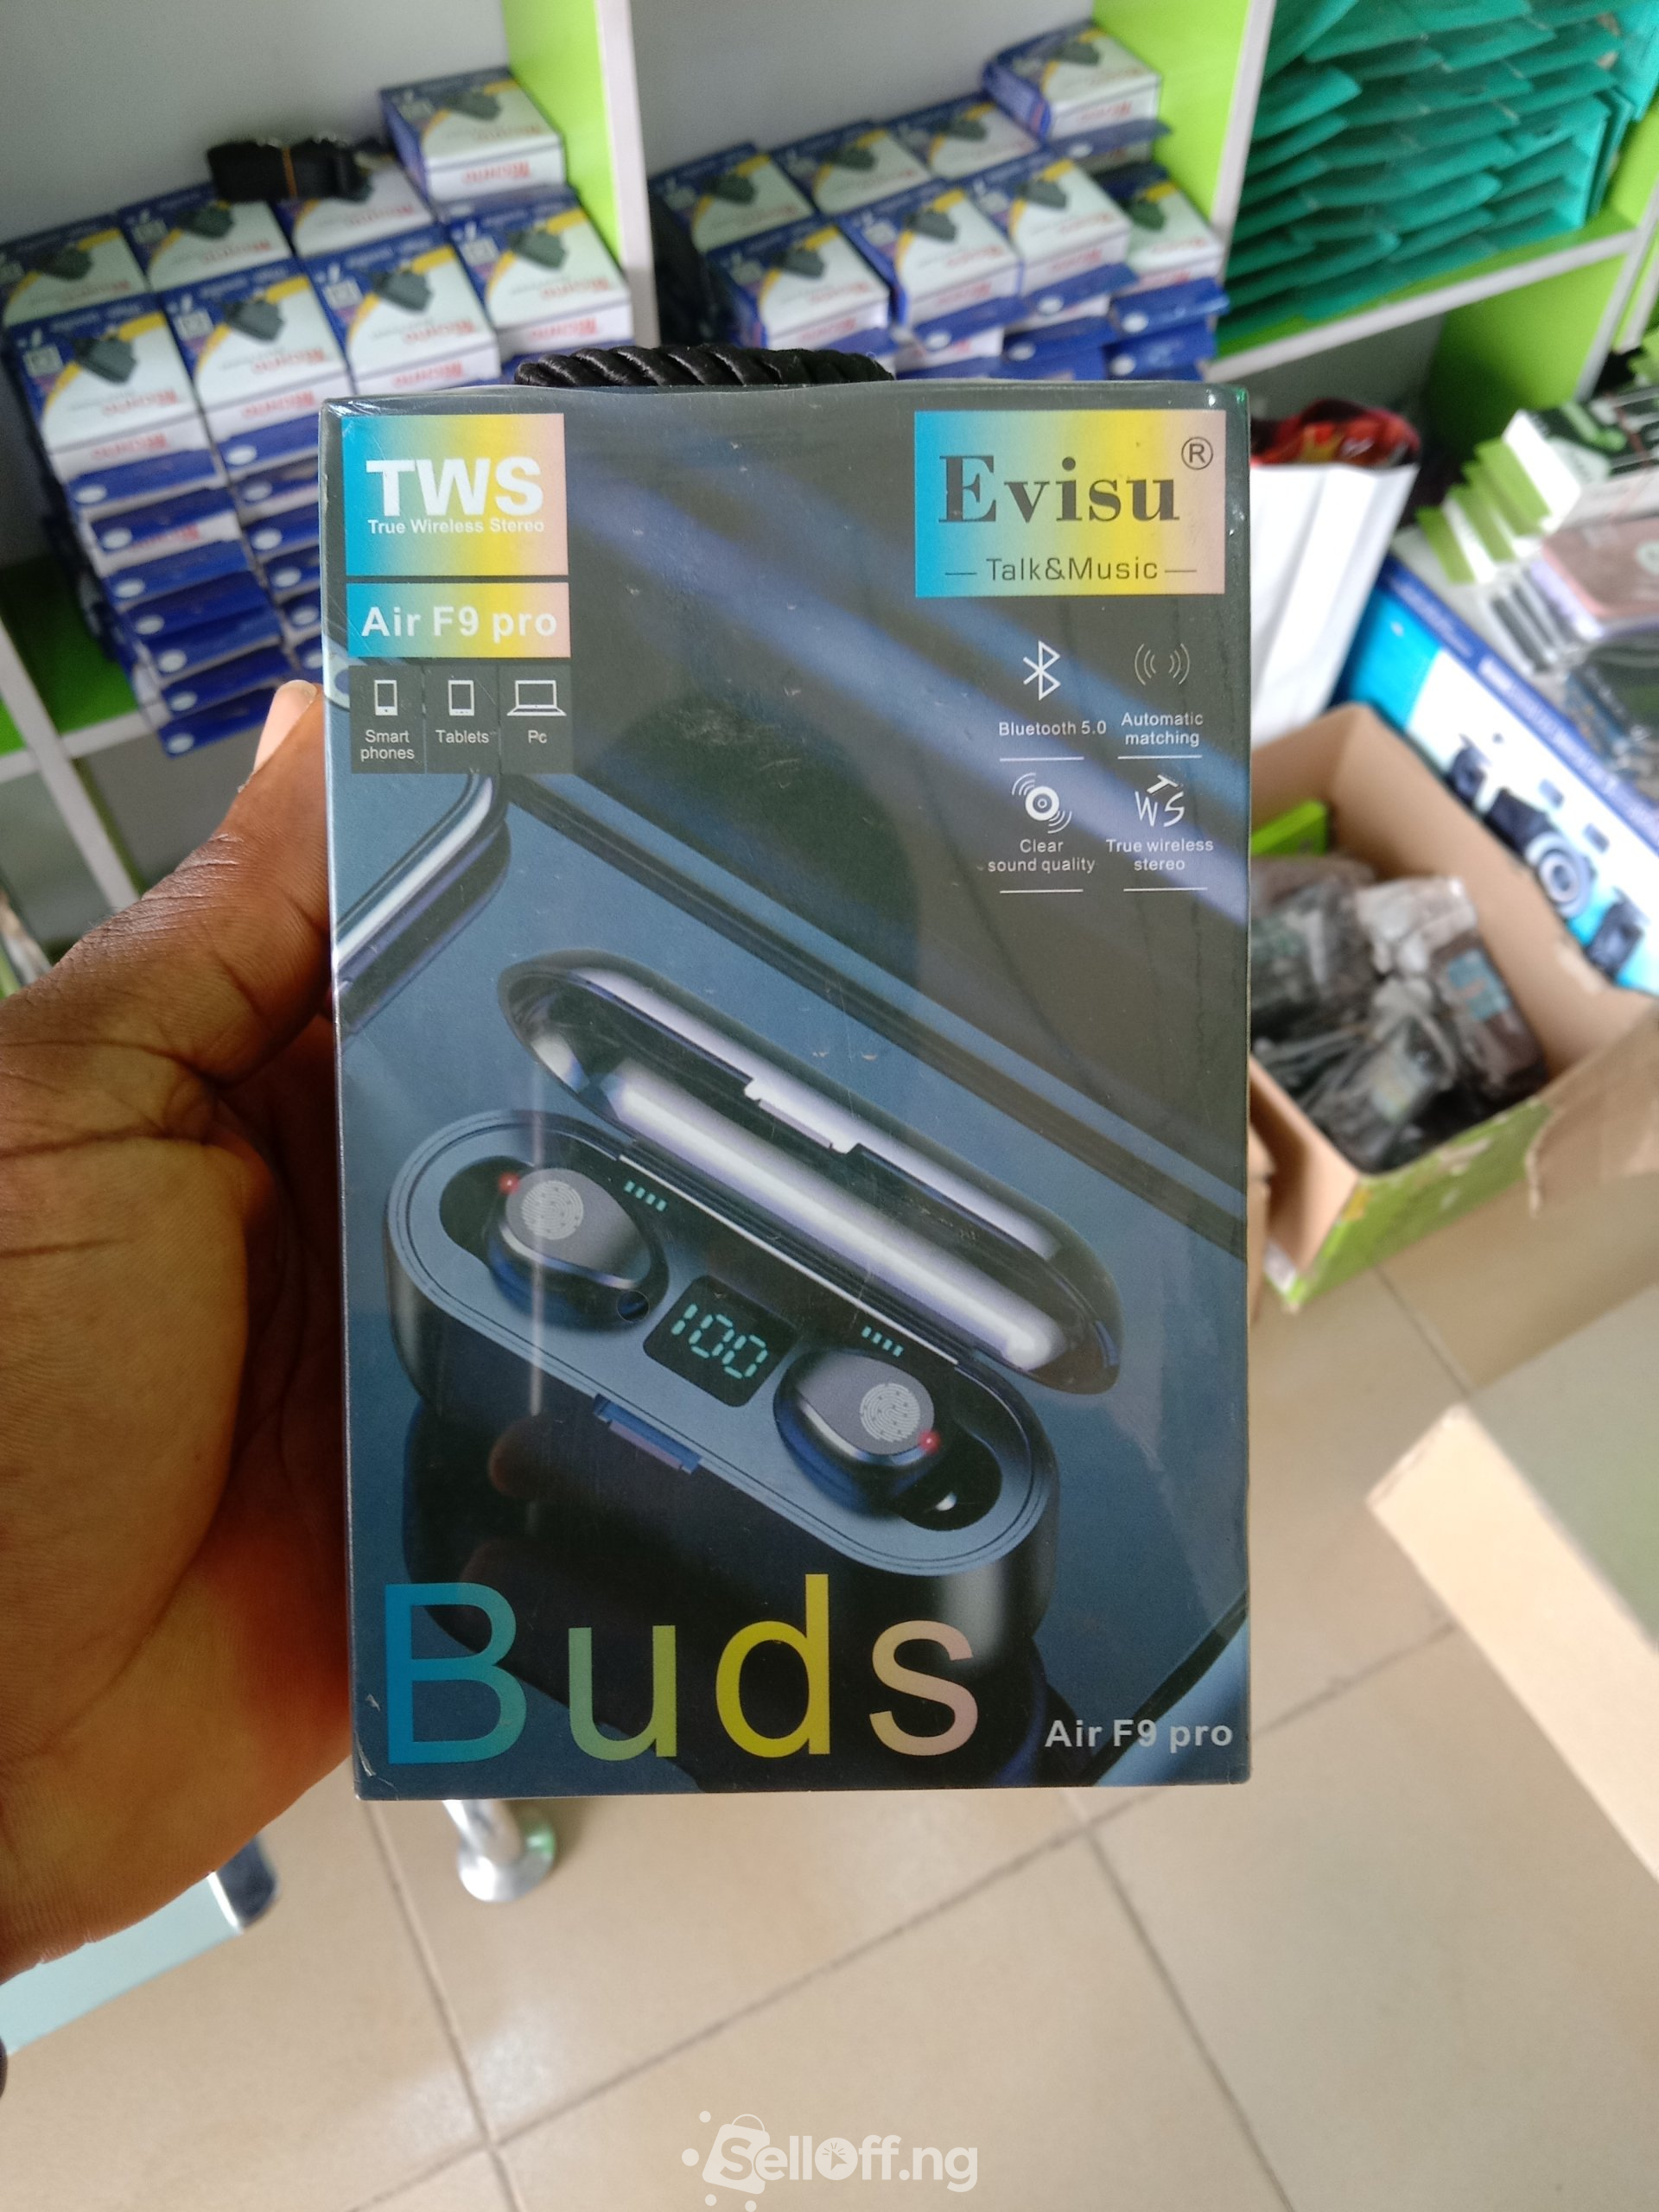 TWS
True Wireless Stereo
Air F9 pro
Smart
phones
Tablets
Pc
Evisu®
Talk&Music
Bluetooth 5.0
Automatic
matching
Clear
sound quality
TWS
True wireless
stereo
100
Buds
Air F9 pro
SellOff.ng